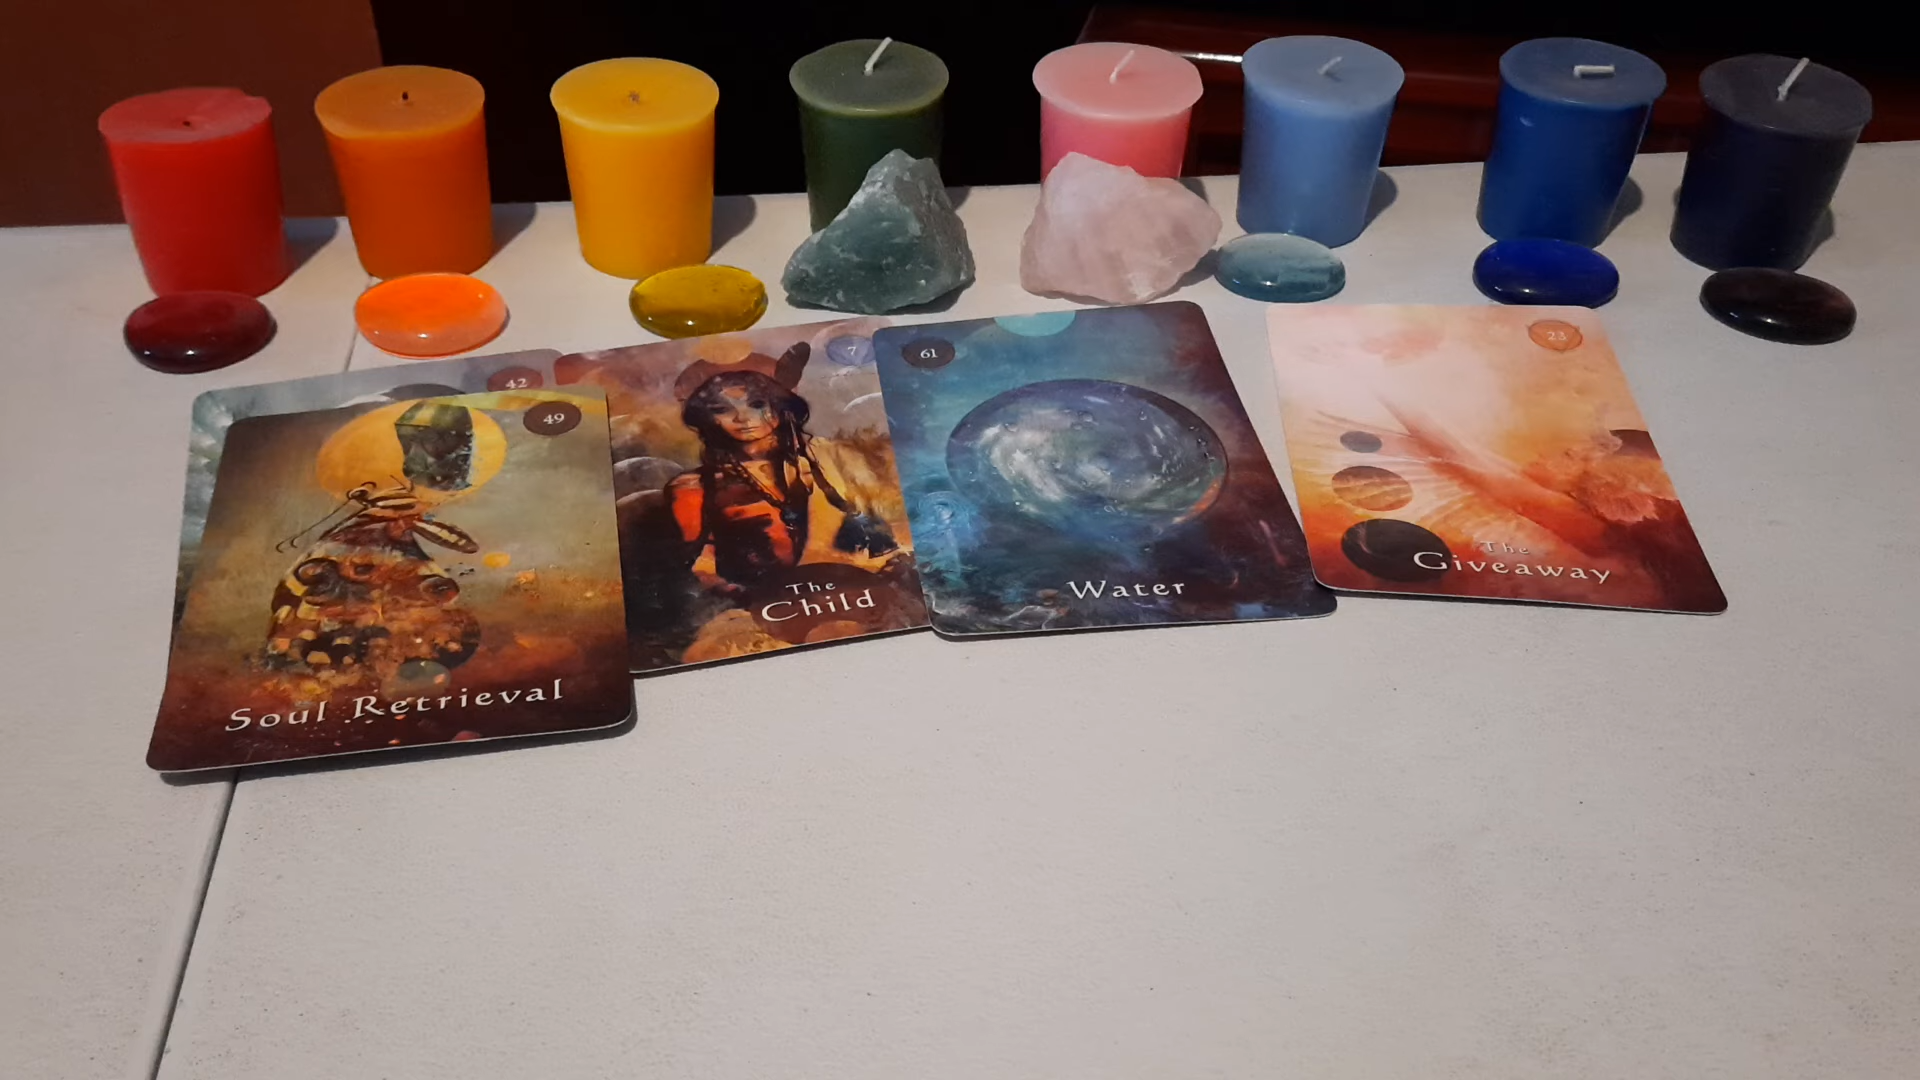 42
49
Soul Retrieval
7
The
Child
61
Water
23
The
Giveaway